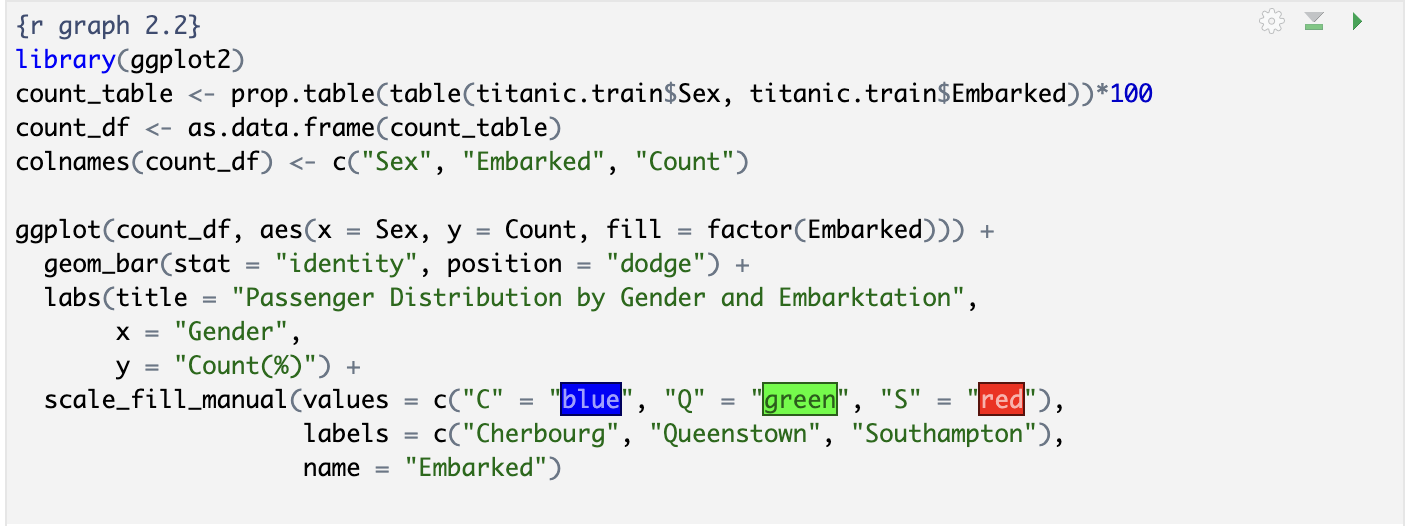 {r graph 2.2}
library(ggplot2)
count_table <- prop.table(table(titanic.train$Sex, titanic.train$Embarked))*100
count_df <- as.data.frame(count_table)
colnames(count_df) <- c("Sex", "Embarked", "Count")

ggplot(count_df, aes(x = Sex, y = Count, fill = factor(Embarked))) +
  geom_bar(stat = "identity", position = "dodge") +
  labs(title = "Passenger Distribution by Gender and Embarktation",
       x = "Gender",
       y = "Count(%)") +
  scale_fill_manual(values = c("C" = "blue", "Q" = "green", "S" = "red"),
                    labels = c("Cherbourg", "Queenstown", "Southampton"),
                    name = "Embarked")